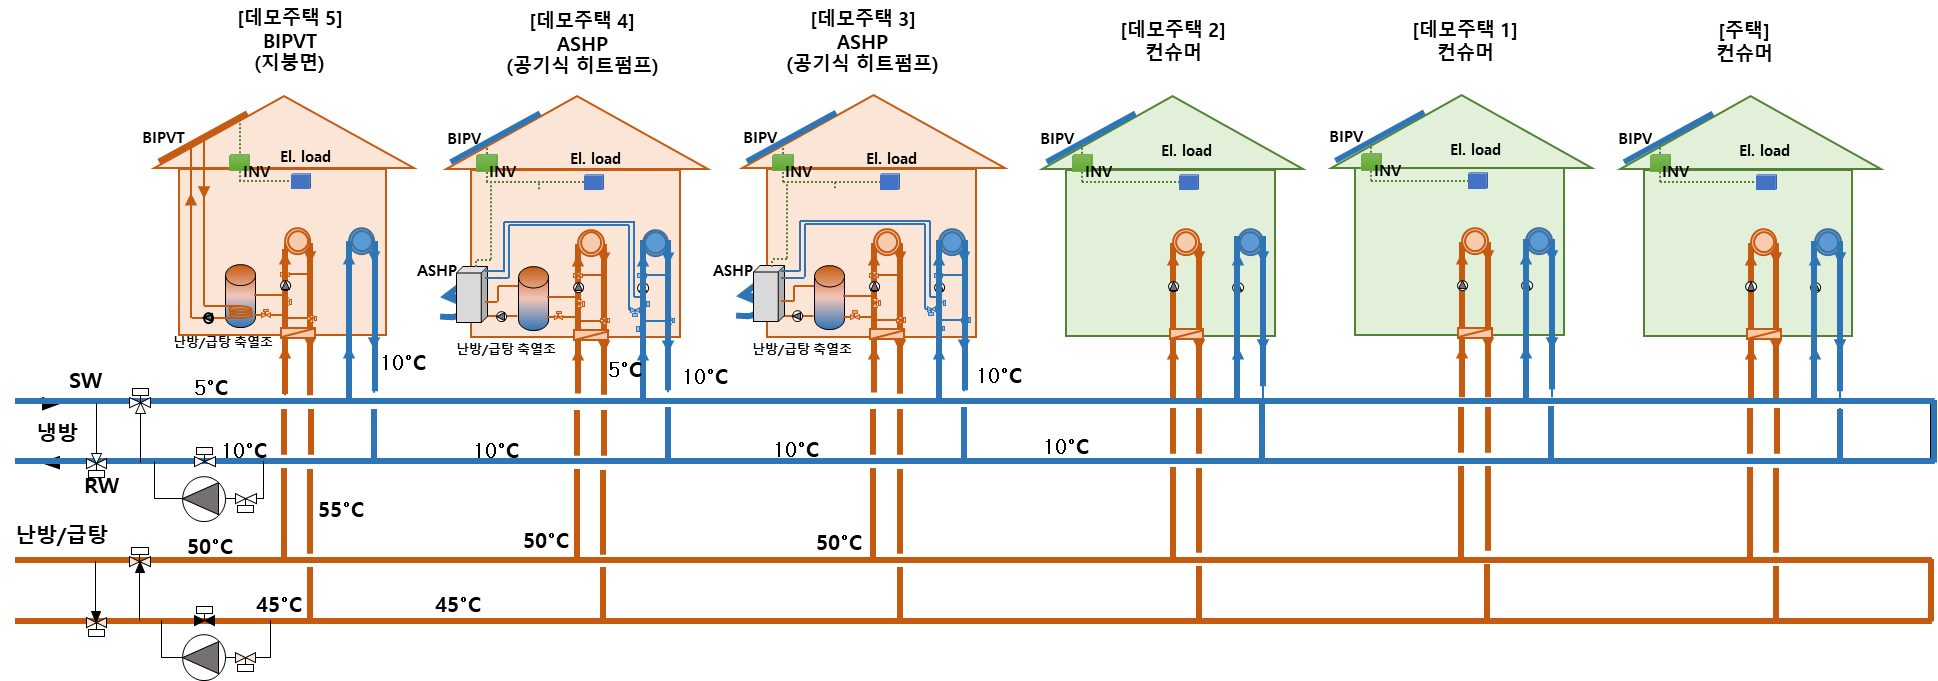 [데모주택 5]
BIPVT
(지붕면)
[데모주택 4]
ASHP
(공기식 히트펌프)
[데모주택 3]
ASHP
(공기식 히트펌프)
[데모주택 2]
컨슈머
[데모주택 1]
컨슈머
[주택]
컨슈머
BIPVT
El. load
INV
BIPV
El. load
INV
BIPV
El. load
INV
BIPV
El. load
INV
BIPV
El. load
INV
BIPV
El. load
INV
ASHP
ASHP
난방/급탕 축열조
난방/급탕 축열조
난방/급탕 축열조
10°C
5°C
10°C
10°C
SW
5°C
냉방
10°C
10°C
10°C
10°C
RW
55°C
난방/급탕
50°C
50°C
50°C
45°C
45°C